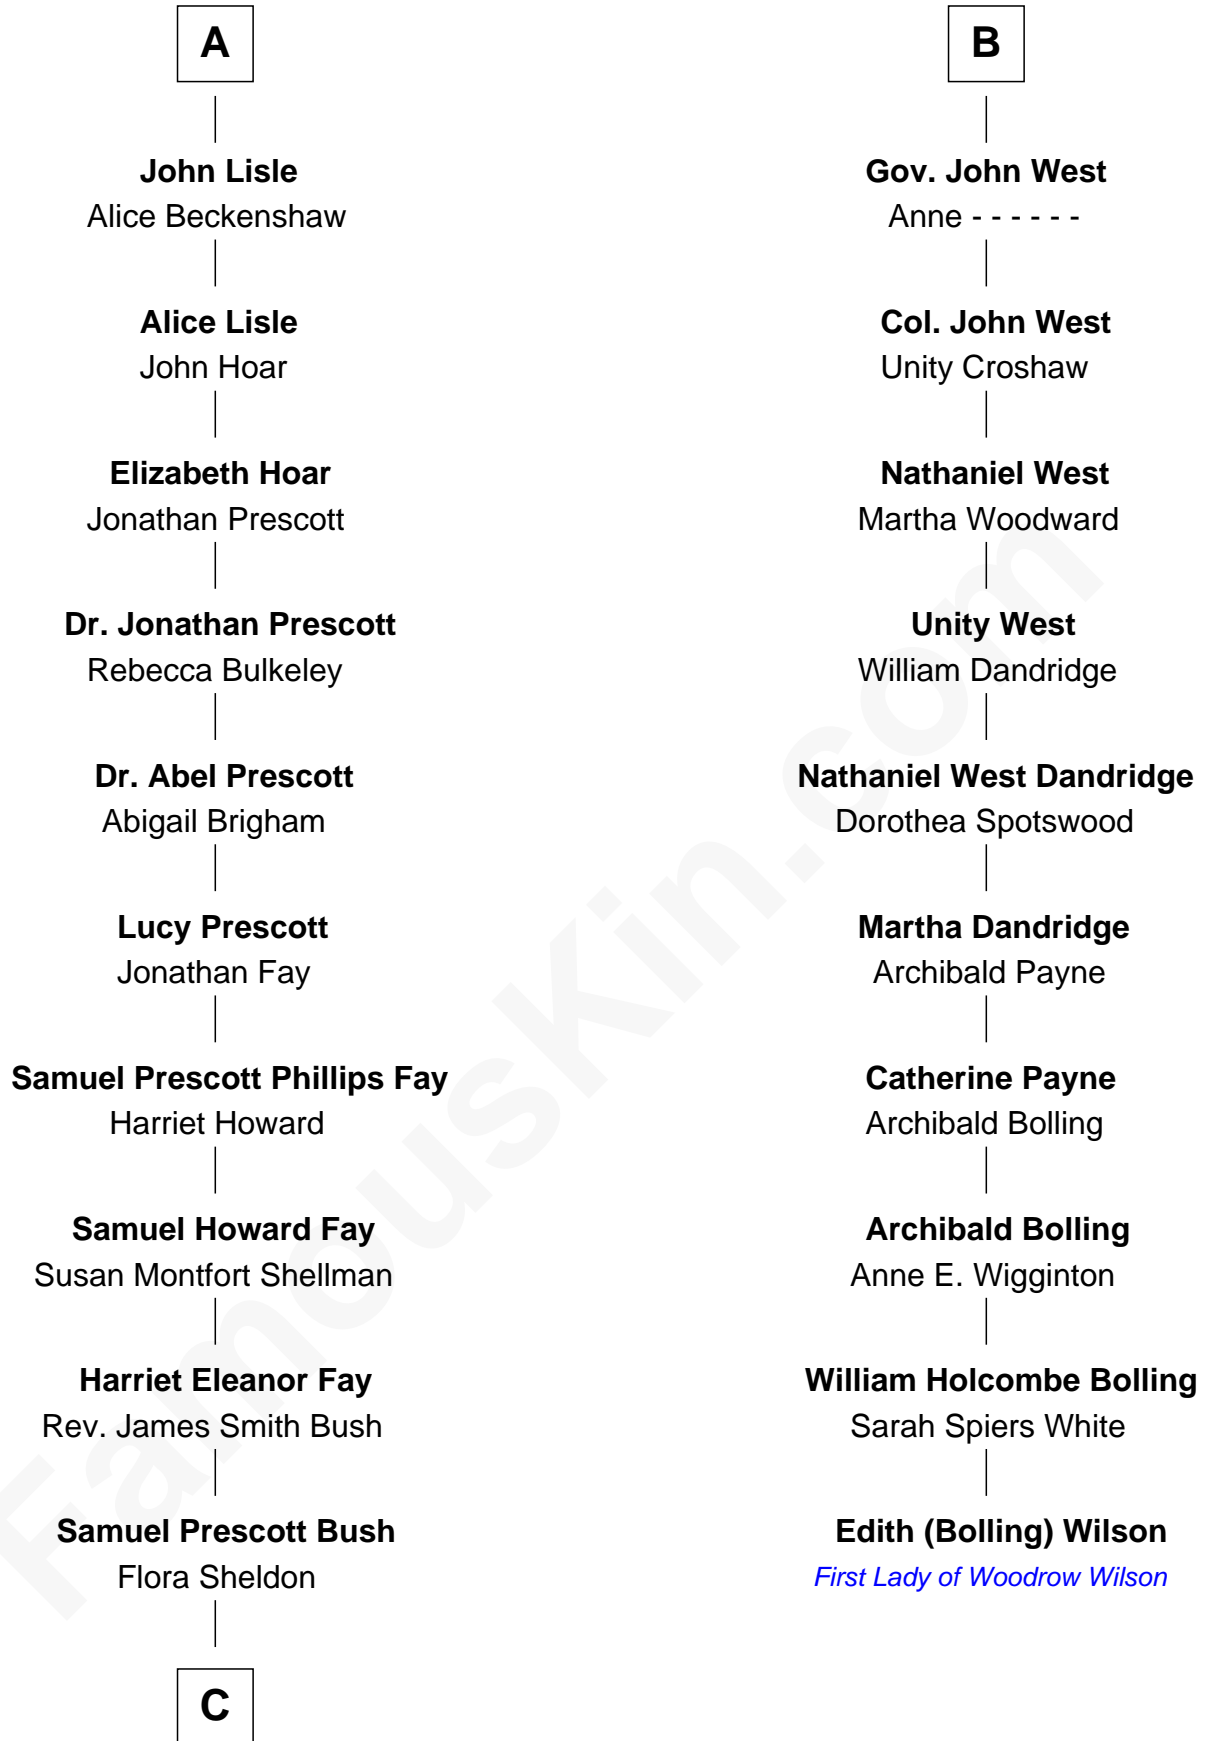 A
John Lisle
Alice Beckenshaw
Alice Lisle
John Hoar
Elizabeth Hoar
Jonathan Prescott
Dr. Jonathan Prescott
Rebecca Bulkeley
Dr. Abel Prescott
Abigail Brigham
Lucy Prescott
Jonathan Fay
Samuel Prescott Phillips Fay
Harriet Howard
Samuel Howard Fay
Susan Montfort Shellman
Harriet Eleanor Fay
Rev. James Smith Bush
Samuel Prescott Bush
Flora Sheldon
C
B
Gov. John West
Anne - - - - - -
Col. John West
Unity Croshaw
Nathaniel West
Martha Woodward
Unity West
William Dandridge
Nathaniel West Dandridge
Dorothea Spotswood
Martha Dandridge
Archibald Payne
Catherine Payne
Archibald Bolling
Archibald Bolling
Anne E. Wigginton
William Holcombe Bolling
Sarah Spiers White
Edith (Bolling) Wilson
First Lady of Woodrow Wilson
FamousKin.com